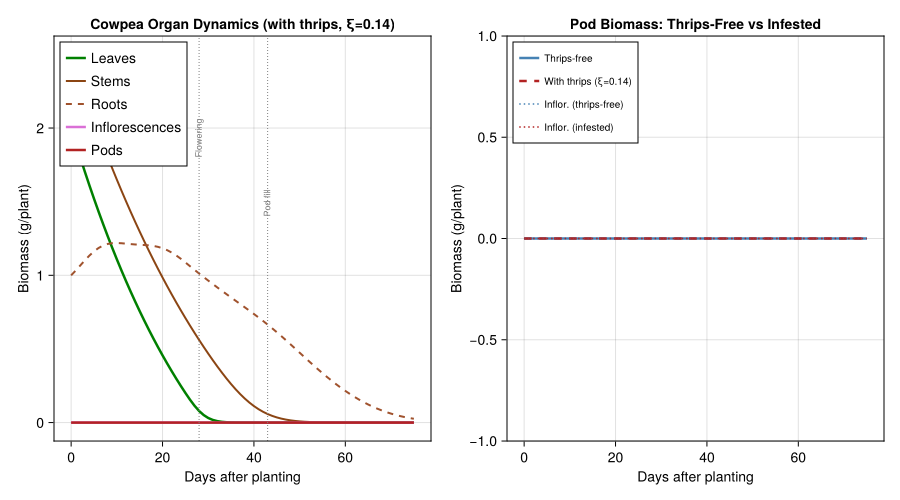 Cowpea Organ Dynamics (with thrips, ξ=0.14)
Leaves
Stems
Roots
Inflorescences
Pods
Flowering
Pod fill
2
1
0
Biomass (g/plant)
0 20 40 60
Days after planting
Pod Biomass: Thrips-Free vs Infested
Thrips-free
With thrips (ξ=0.14)
Inflor. (thrips-free)
Inflor. (infested)
1.0
0.5
0.0
−0.5
−1.0
Biomass (g/plant)
0 20 40 60
Days after planting